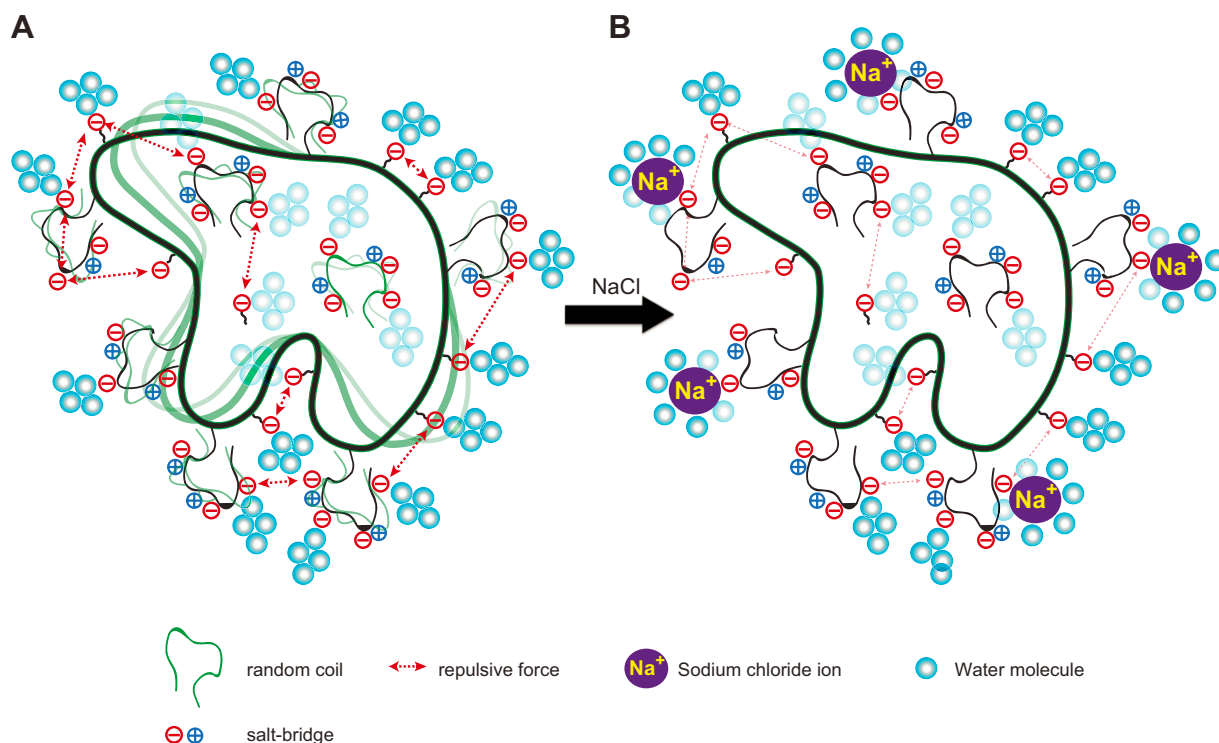 A
B
Na⁺
Na⁺
Na⁺
NaCl
Na⁺
Na⁺
random coil
repulsive force
Na⁺
Sodium chloride ion
Water molecule
salt-bridge